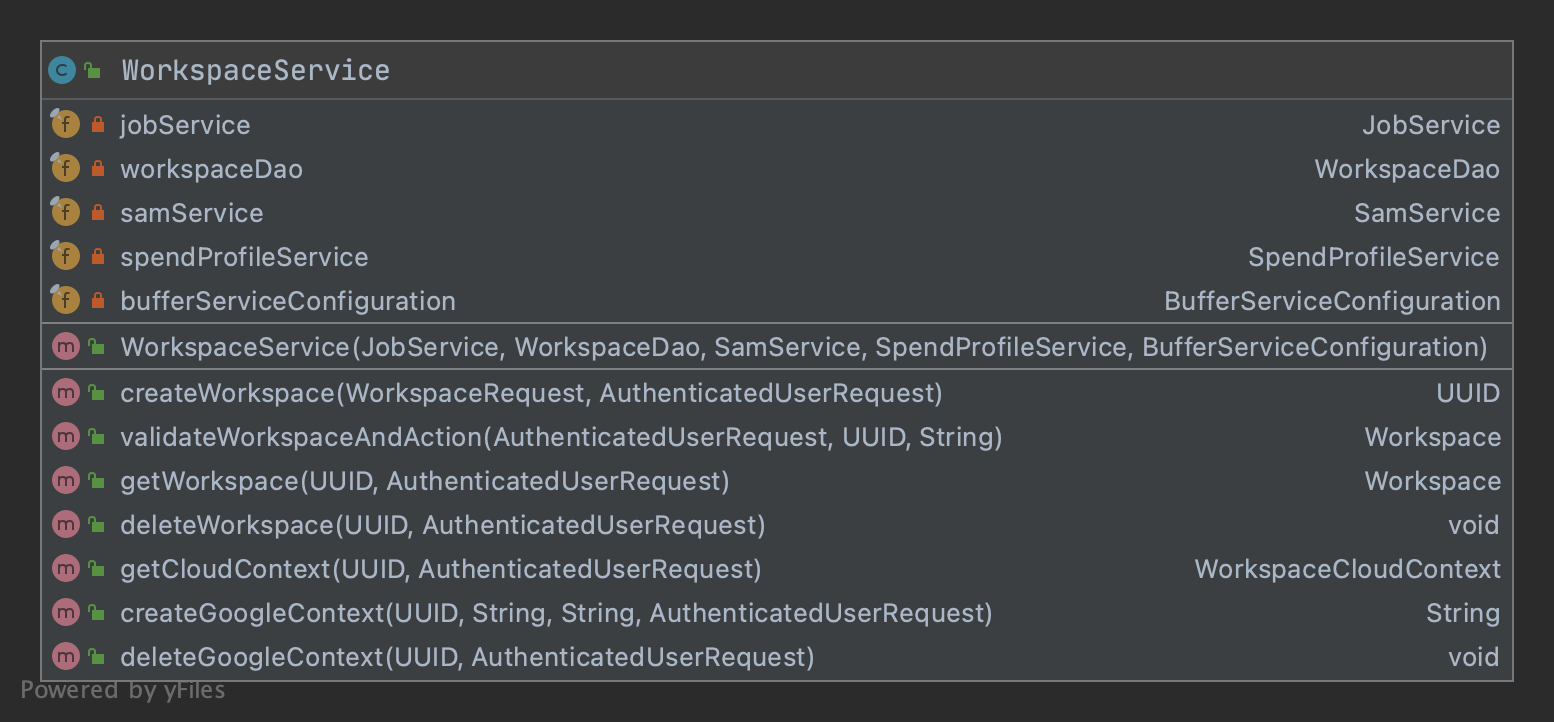 C WorkspaceService
f jobService JobService
f workspaceDao WorkspaceDao
f samService SamService
f spendProfileService SpendProfileService
f bufferServiceConfiguration BufferServiceConfiguration
m WorkspaceService(JobService, WorkspaceDao, SamService, SpendProfileService, BufferServiceConfiguration)
m createWorkspace(WorkspaceRequest, AuthenticatedUserRequest) UUID
m validateWorkspaceAndAction(AuthenticatedUserRequest, UUID, String) Workspace
m getWorkspace(UUID, AuthenticatedUserRequest) Workspace
m deleteWorkspace(UUID, AuthenticatedUserRequest) void
m getCloudContext(UUID, AuthenticatedUserRequest) WorkspaceCloudContext
m createGoogleContext(UUID, String, String, AuthenticatedUserRequest) String
m deleteGoogleContext(UUID, AuthenticatedUserRequest) void
Powered by yFiles